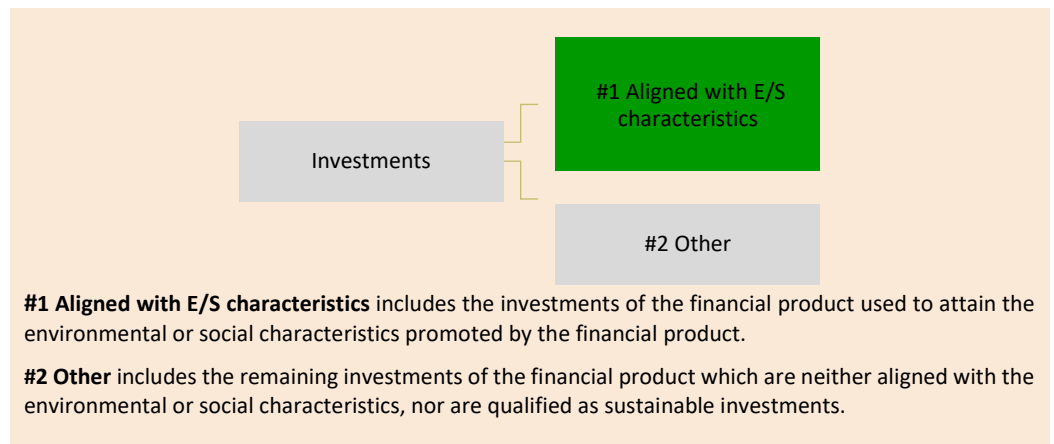 #1 Aligned with E/S
characteristics
Investments
#2 Other
#1 Aligned with E/S characteristics includes the investments of the financial product used to attain the
environmental or social characteristics promoted by the financial product.
#2 Other includes the remaining investments of the financial product which are neither aligned with the
environmental or social characteristics, nor are qualified as sustainable investments.